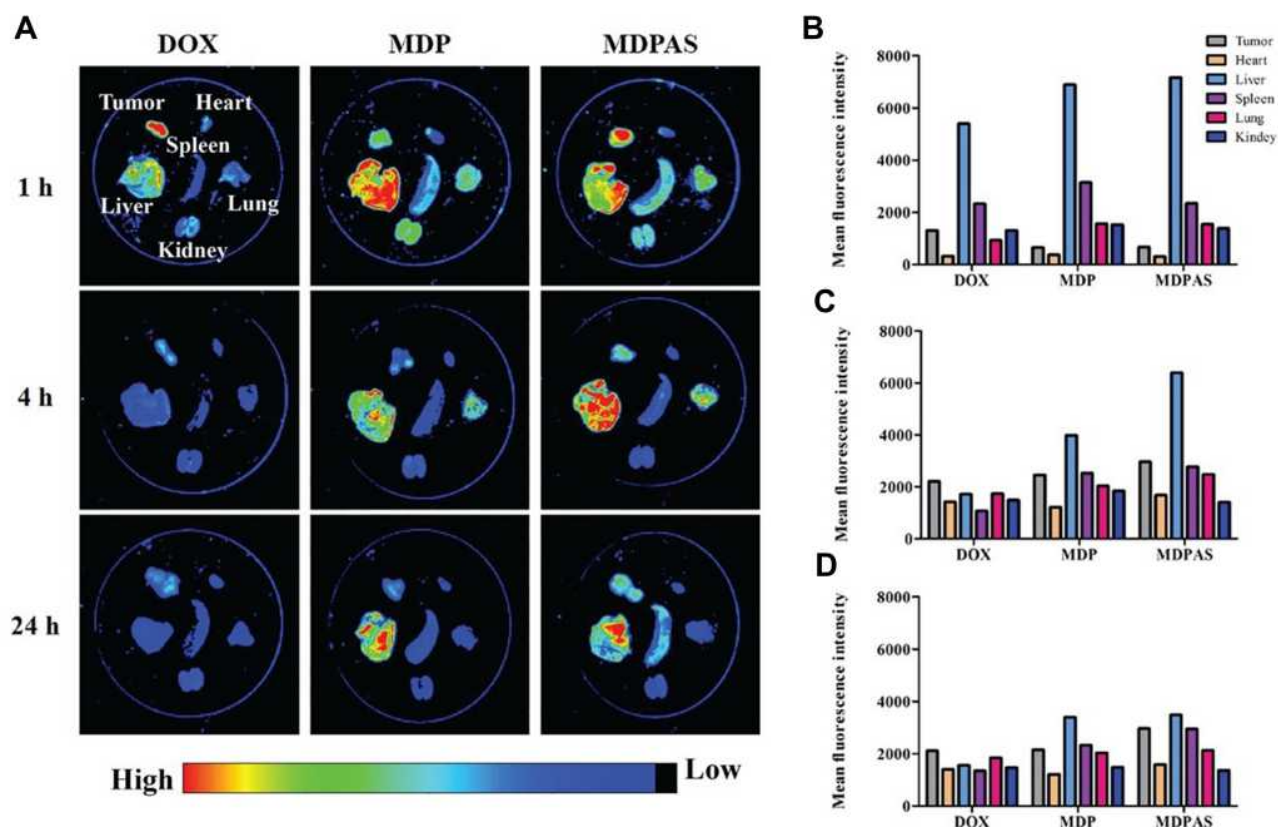 A
DOX
MDP
MDPAS
1 h
Tumor
Heart
Spleen
Liver
Lung
Kidney
4 h
24 h
High
Low
B
Mean fluorescence intensity
8000
6000
4000
2000
0
DOX
MDP
MDPAS
Tumor
Heart
Liver
Spleen
Lung
Kindey
C
Mean fluorescence intensity
8000
6000
4000
2000
0
DOX
MDP
MDPAS
D
Mean fluorescence intensity
8000
6000
4000
2000
0
DOX
MDP
MDPAS